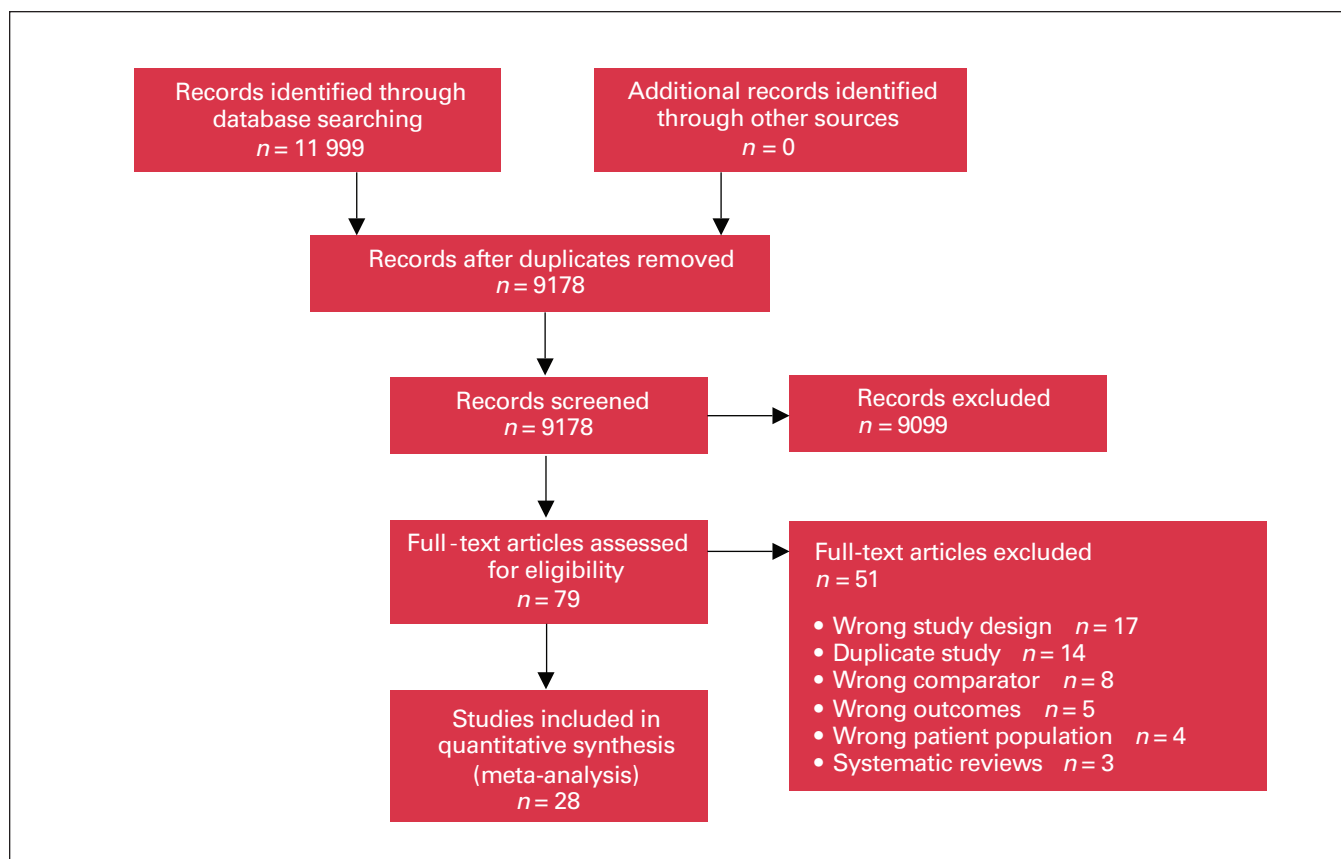 Records identified through
database searching
n = 11 999
Additional records identified
through other sources
n = 0
Records after duplicates removed
n = 9178
Records screened
n = 9178
Records excluded
n = 9099
Full-text articles assessed
for eligibility
n = 79
Full-text articles excluded
n = 51
• Wrong study design n = 17
• Duplicate study n = 14
• Wrong comparator n = 8
• Wrong outcomes n = 5
• Wrong patient population n = 4
• Systematic reviews n = 3
Studies included in
quantitative synthesis
(meta-analysis)
n = 28